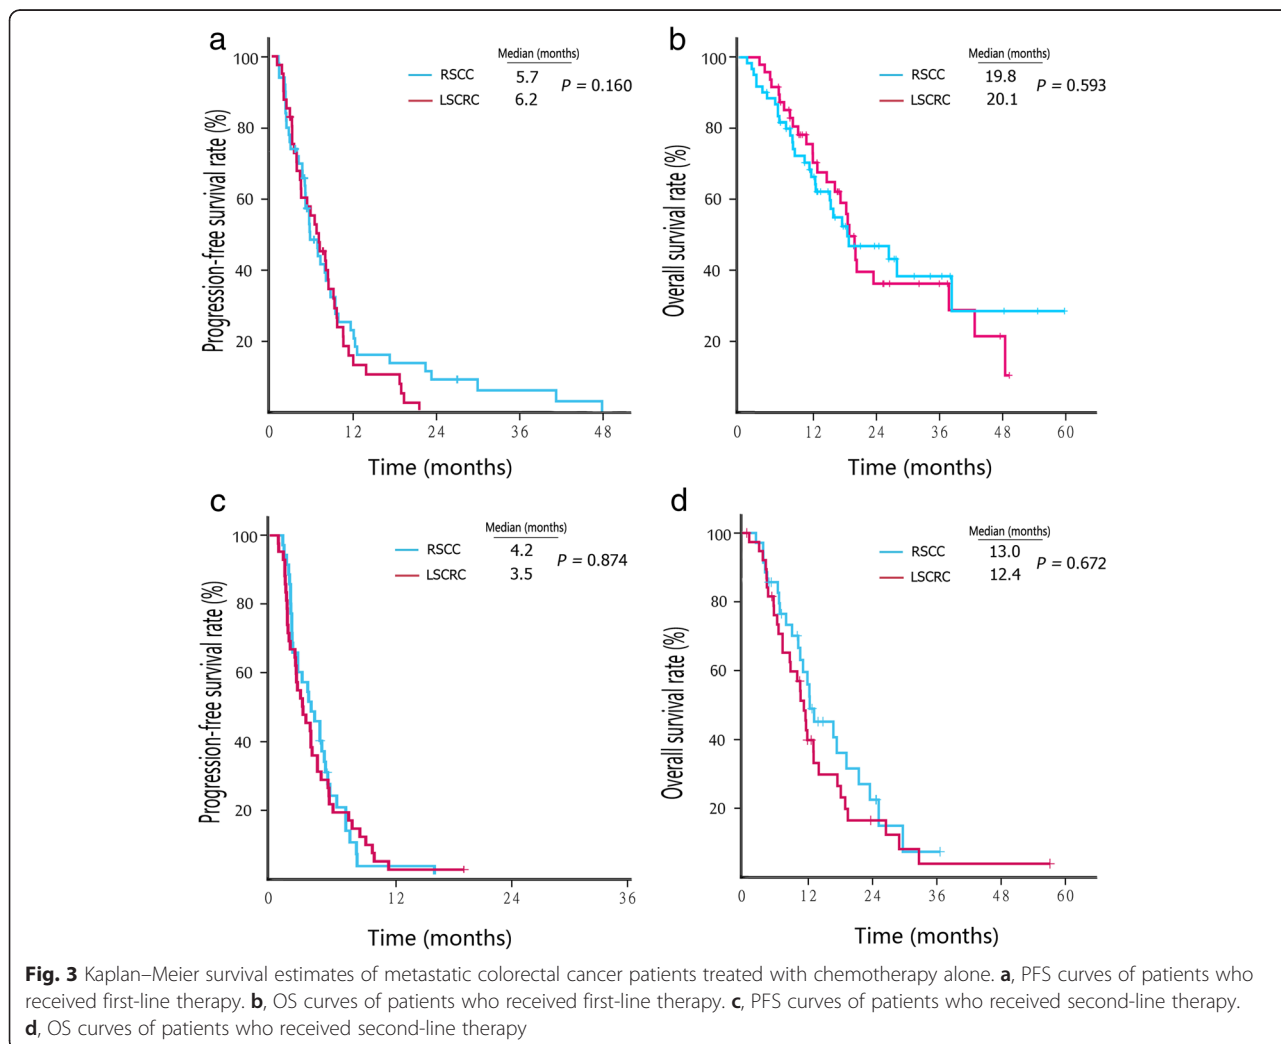 a
Progression-free survival rate (%)
100
80
60
40
20
0 12 24 36 48
Time (months)
Median (months)
RSCC 5.7
LSCRC 6.2
P = 0.160
b
Overall survival rate (%)
100
80
60
40
20
0 12 24 36 48 60
Time (months)
Median (months)
RSCC 19.8
LSCRC 20.1
P = 0.593
c
Progression-free survival rate (%)
100
80
60
40
20
0 12 24 36
Time (months)
Median (months)
RSCC 4.2
LSCRC 3.5
P = 0.874
d
Overall survival rate (%)
100
80
60
40
20
0 12 24 36 48 60
Time (months)
Median (months)
RSCC 13.0
LSCRC 12.4
P = 0.672
Fig. 3 Kaplan–Meier survival estimates of metastatic colorectal cancer patients treated with chemotherapy alone. a, PFS curves of patients who
received first-line therapy. b, OS curves of patients who received first-line therapy. c, PFS curves of patients who received second-line therapy.
d, OS curves of patients who received second-line therapy